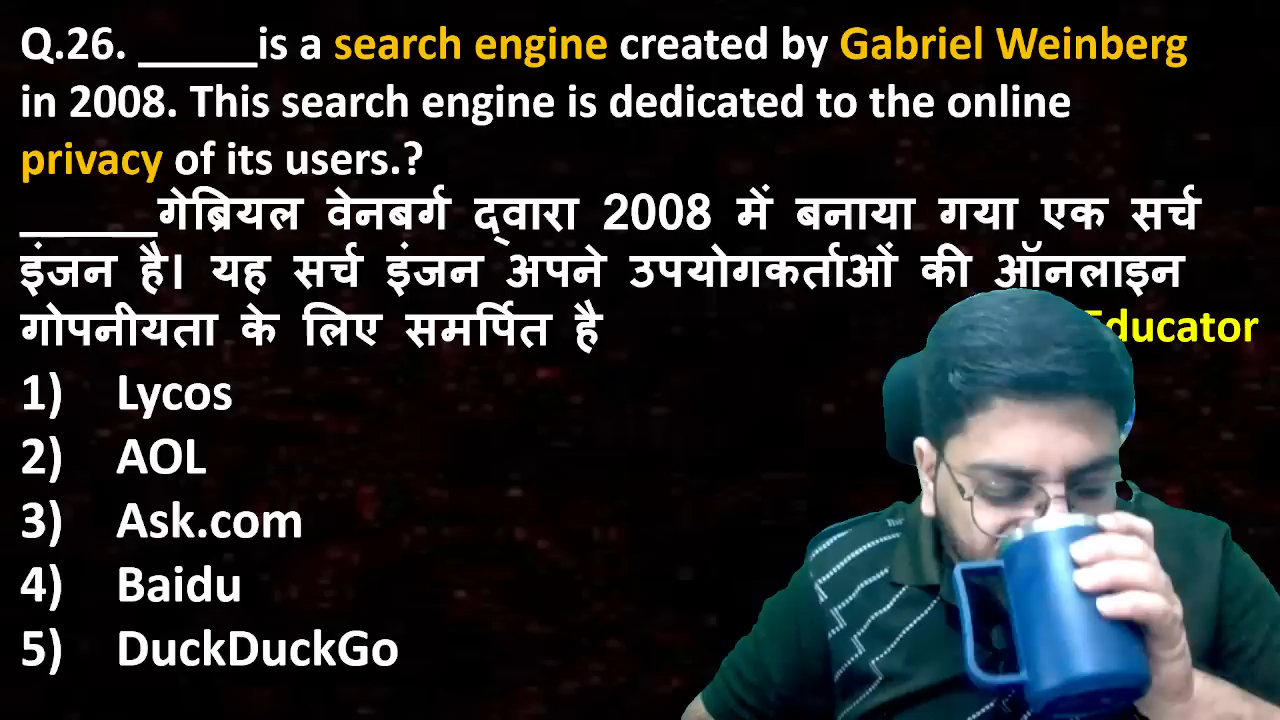 Q.26. _____is a search engine created by Gabriel Weinberg
in 2008. This search engine is dedicated to the online
privacy of its users.?
_____गेब्रियल वेनबर्ग द्वारा 2008 में बनाया गया एक सर्च
इंजन है। यह सर्च इंजन अपने उपयोगकर्ताओं की ऑनलाइन
गोपनीयता के लिए समर्पित है
Educator
1) Lycos
2) AOL
3) Ask.com
4) Baidu
5) DuckDuckGo